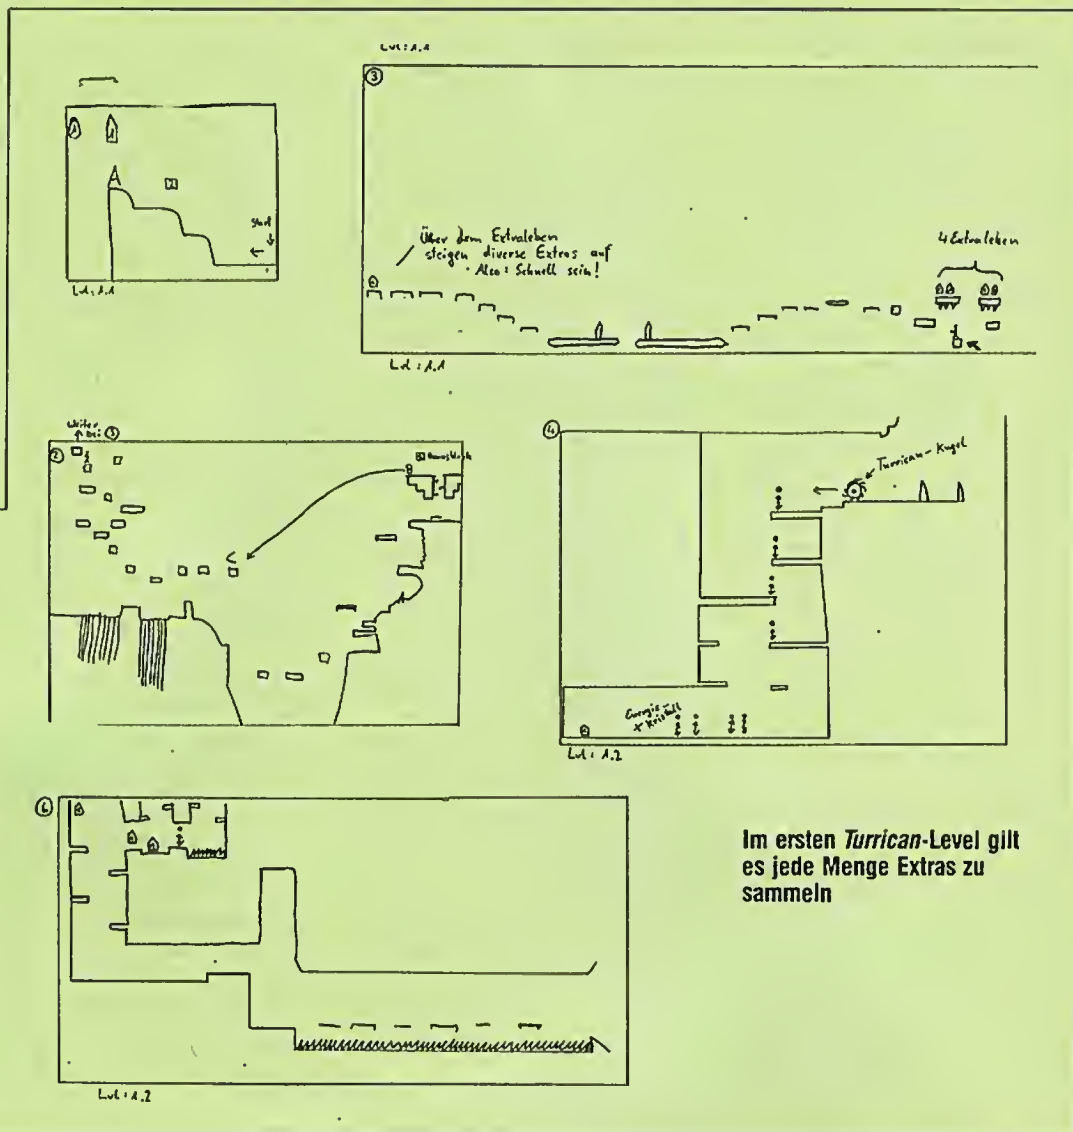 Lvl: 1.1
③
1
1
Start
Lvl: 1.1
Über dem Extraleben
steigen diverse Extras auf
Also: Schnell sein!
4 Extraleben
Lvl: 1.1
Weiter
bei ③
②
④
Turrican-Kugel
Energie
Kristall
Lvl: 1.2
⑥
Im ersten Turrican-Level gilt
es jede Menge Extras zu
sammeln
Lvl: 1.2